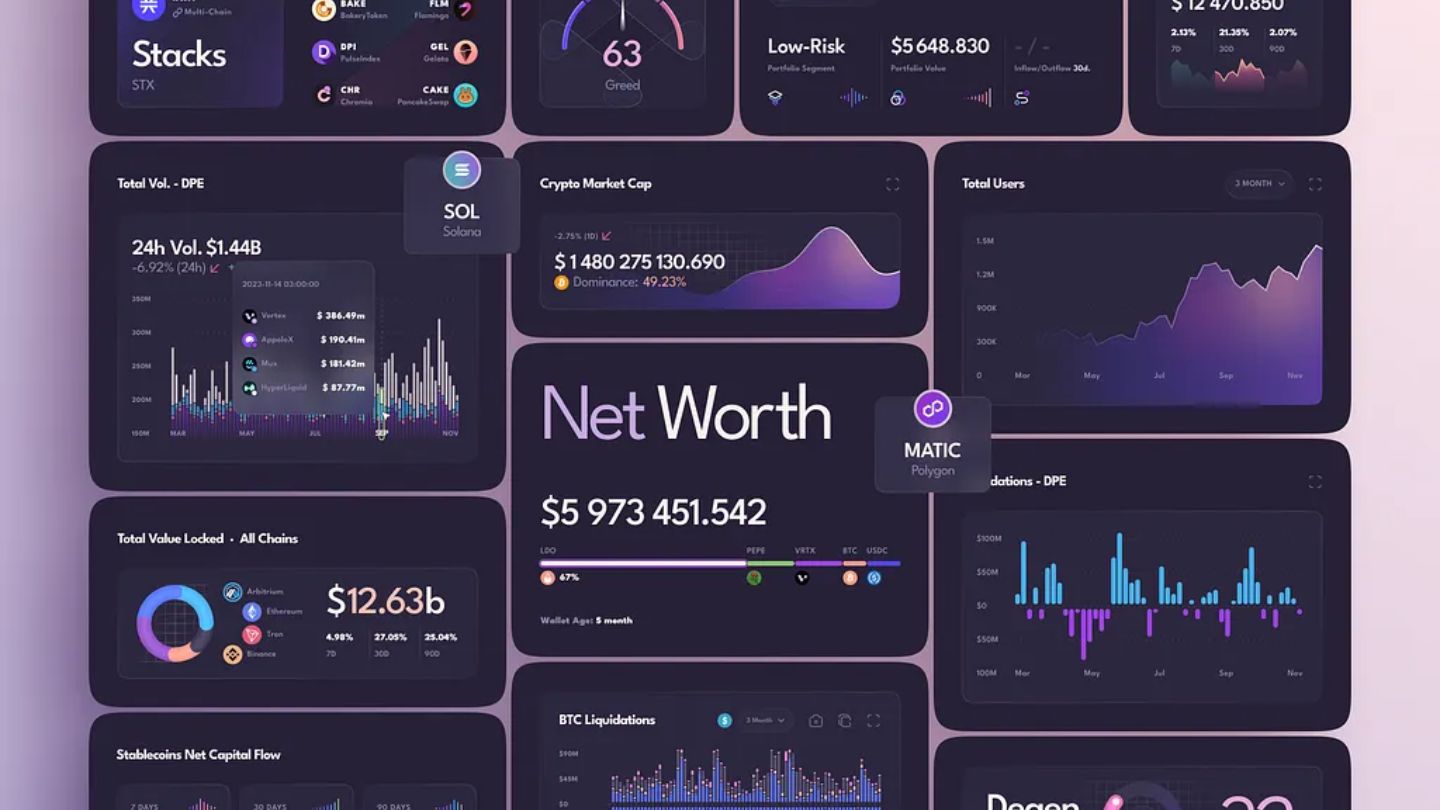 Multi-Chain
Stacks
STX
BAKE
BakeryToken
FLM
Flamingo
DPI
PulseIndex
GEL
Gelato
CHR
Chromia
CAKE
PancakeSwap
63
Greed
Low-Risk
Portfolio Segment
$5 648.830
Portfolio Value
- / -
Inflow/Outflow 30d.
$ 12 470.850
2.13% 21.35% 2.07%
7D 30D 90D
Total Vol. - DPE
SOL
Solana
24h Vol. $1.44B
-6.92% (24h)
2023-11-14 03:00:00
Vertex $ 386.49m
AppoloX $ 190.41m
Mux $ 181.42m
HyperLiquid $ 87.77m
350M
300M
250M
200M
150M
MAR MAY JUL SEP NOV
Crypto Market Cap
-2.75% (1D)
$ 1 480 275 130.690
Dominance: 49.23%
Total Users
3 MONTH
1.5M
1.2M
900K
300K
0
Mar May Jul Sep Nov
Net Worth
$5 973 451.542
LDO PEPE VRTX BTC USDC
67%
Wallet Age: 5 month
MATIC
Polygon
dations - DPE
$100M
$50M
$0
$50M
100M
Mar May Jul Sep Nov
Total Value Locked · All Chains
Arbitrium
Ethereum
Tron
Binance
$12.63b
4.98% 27.05% 25.04%
7D 30D 90D
BTC Liquidations
3 Month
$90M
$45M
$0
Stablecoins Net Capital Flow
7 DAYS 30 DAYS 90 DAYS
Degen